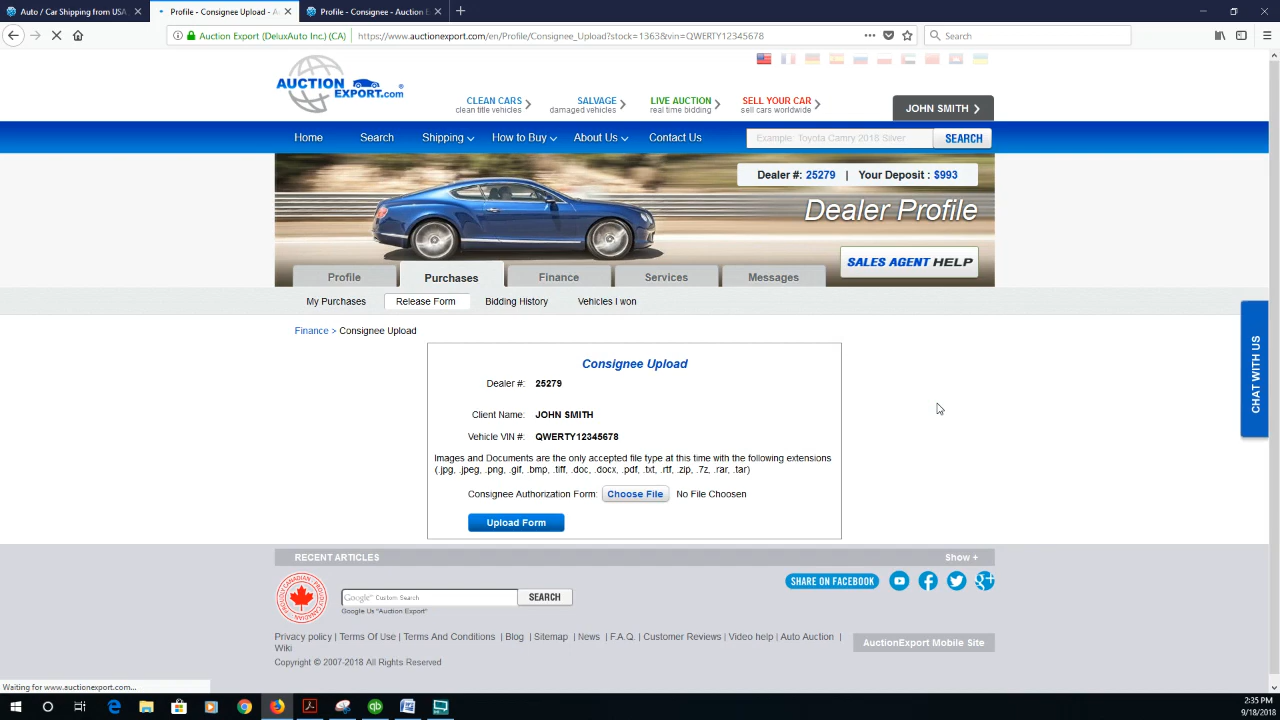 Auto / Car Shipping from USA
Profile - Consignee Upload - A
Profile - Consignee - Auction E
Auction Export (DeluxAuto Inc.) (CA)
https://www.auctionexport.com/en/Profile/Consignee_Upload?stock=1363&vin=QWERTY12345678
Search
AUCTION
EXPORT.com
CLEAN CARS
clean title vehicles
SALVAGE
damaged vehicles
LIVE AUCTION
real time bidding
SELL YOUR CAR
sell cars worldwide
JOHN SMITH
Home
Search
Shipping
How to Buy
About Us
Contact Us
Example: Toyota Camry 2018 Silver
SEARCH
Dealer #: 25279 | Your Deposit : $993
Dealer Profile
SALES AGENT HELP
Profile
Purchases
Finance
Services
Messages
My Purchases
Release Form
Bidding History
Vehicles I won
Finance > Consignee Upload
Consignee Upload
Dealer #: 25279
Client Name: JOHN SMITH
Vehicle VIN #: QWERTY12345678
Images and Documents are the only accepted file type at this time with the following extensions
(.jpg, .jpeg, .png, .gif, .bmp, .tiff, .doc, .docx, .pdf, .txt, .rtf, .zip, .7z, .rar, .tar)
Consignee Authorization Form: Choose File No File Choosen
Upload Form
CHAT WITH US
RECENT ARTICLES
Show +
SHARE ON FACEBOOK
Google Custom Search
SEARCH
Google Us "Auction Export"
Privacy policy | Terms Of Use | Terms And Conditions | Blog | Sitemap | News | F.A.Q. | Customer Reviews | Video help | Auto Auction |
Wiki
AuctionExport Mobile Site
Copyright © 2007-2018 All Rights Reserved
Waiting for www.auctionexport.com...
2:35 PM
9/18/2018